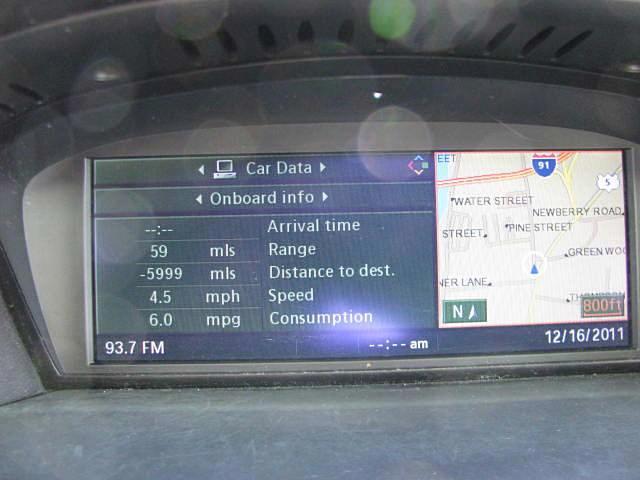 Car Data
Onboard info
--:-- Arrival time
59 mls Range
-5999 mls Distance to dest.
4.5 mph Speed
6.0 mpg Consumption
93.7 FM --:-- am 12/16/2011
EET
91
5
WATER STREET
NEWBERRY ROAD
STREET
PINE STREET
GREEN WOO
NER LANE
N
800ft